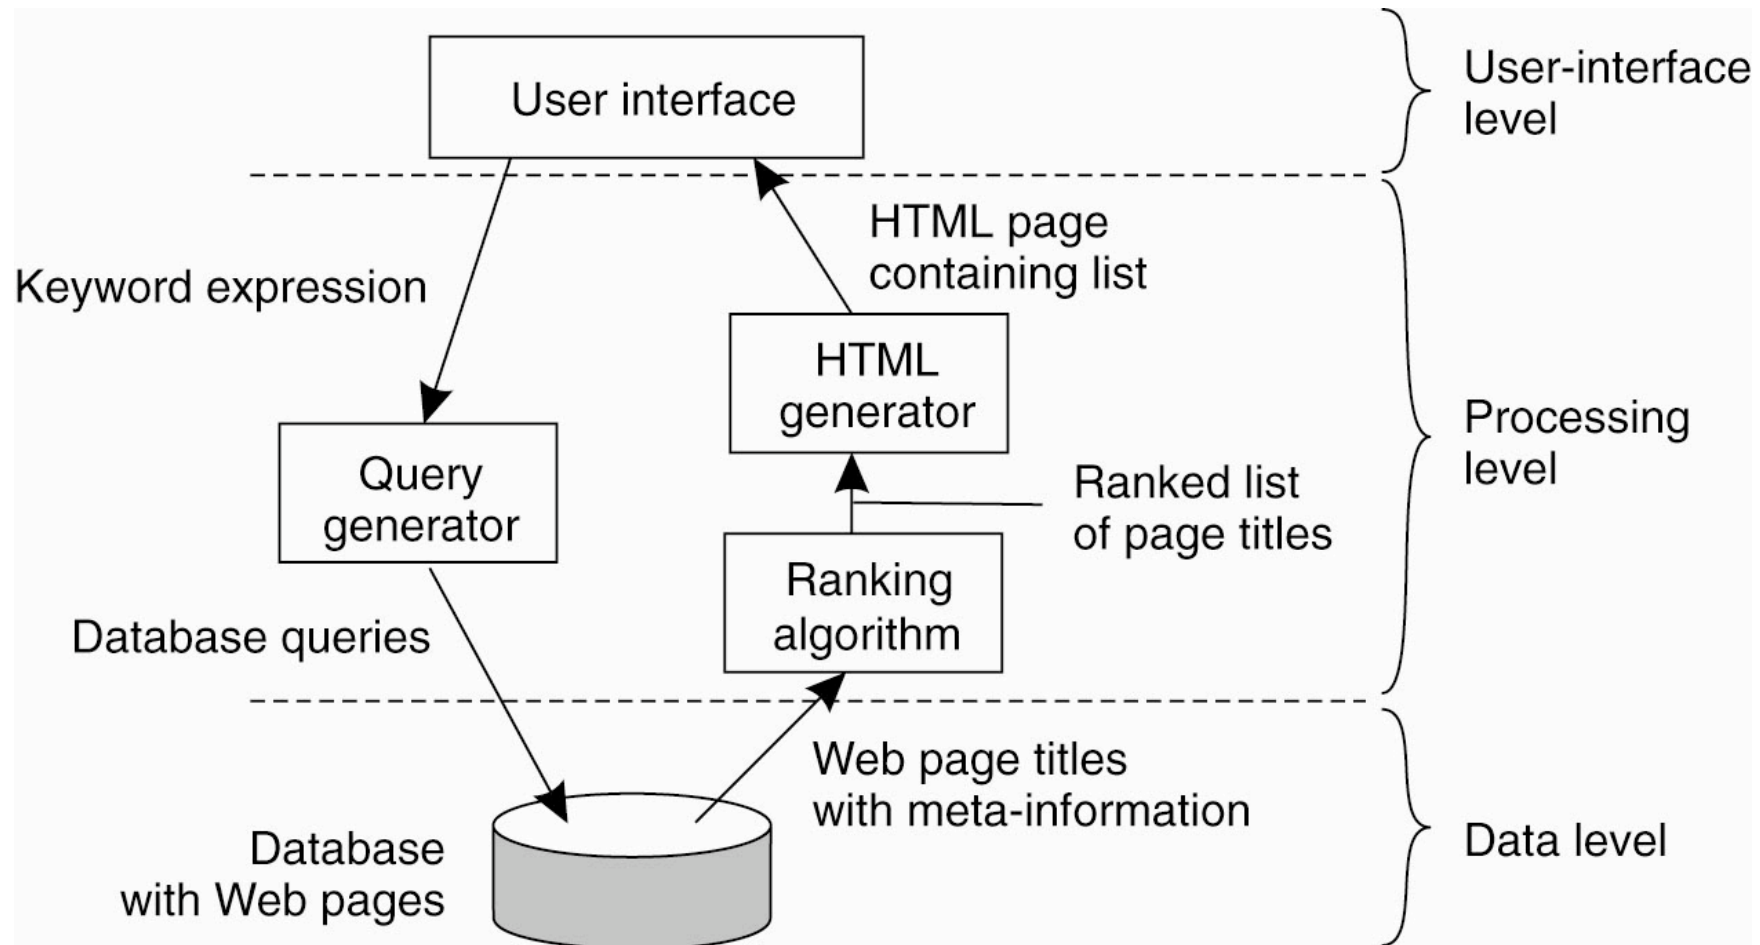 User interface
User-interface
level
HTML page
containing list
Keyword expression
HTML
generator
Processing
level
Query
generator
Ranked list
of page titles
Ranking
algorithm
Database queries
Web page titles
with meta-information
Database
with Web pages
Data level